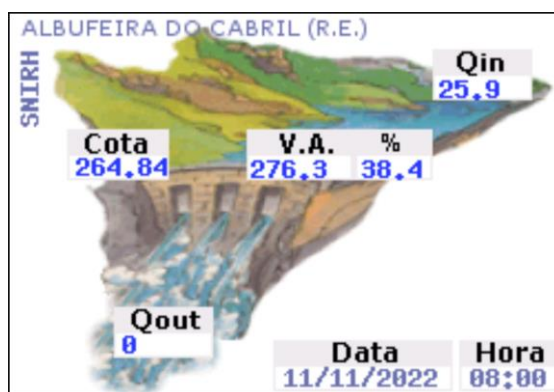 ALBUFEIRA DO CABRIL (R.E.)
SNIRH
Qin
25.9
Cota
264.84
V.A.
276.3
%
38.4
Qout
0
Data
11/11/2022
Hora
08:00